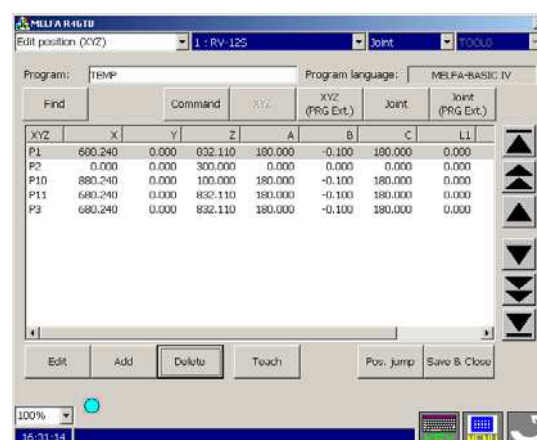 MELFA R46TB
Edit position (XYZ) 1 : RV-12S Joint TOOL0
Program: TEMP Program language: MELFA-BASIC IV
Find Command XYZ XYZ (PRG Ext.) Joint Joint (PRG Ext.)
XYZ X Y Z A B C L1
P1 680.240 0.000 832.110 180.000 -0.100 180.000 0.000
P2 0.000 0.000 300.000 0.000 0.000 0.000 0.000
P10 880.240 0.000 100.000 180.000 -0.100 180.000 0.000
P11 680.240 0.000 832.110 180.000 -0.100 180.000 0.000
P3 680.240 0.000 832.110 180.000 -0.100 180.000 0.000
Edit Add Delete Teach Pos. jump Save & Close
100%
16:31:14